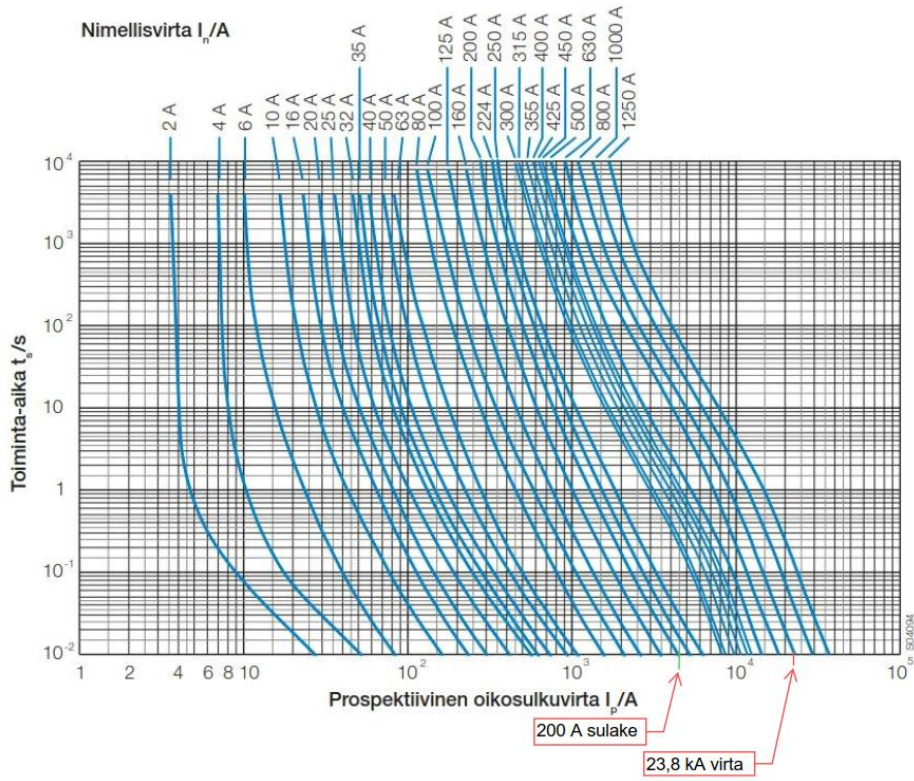 Nimellisvirta Iₙ/A
2 A
4 A
6 A
10 A
16 A
20 A
25 A
32 A
35 A
40 A
50 A
63 A
80 A
100 A
125 A
160 A
200 A
224 A
250 A
300 A
315 A
355 A
400 A
425 A
450 A
500 A
630 A
800 A
1000 A
1250 A
Toiminta-aika tₛ/s
10⁴
10³
10²
10
1
10⁻¹
10⁻²
1 2 4 6 8 10 10² 10³ 10⁴ 10⁵
Prospektiivinen oikosulkuvirta Iₚ/A
S04094
200 A sulake
23,8 kA virta